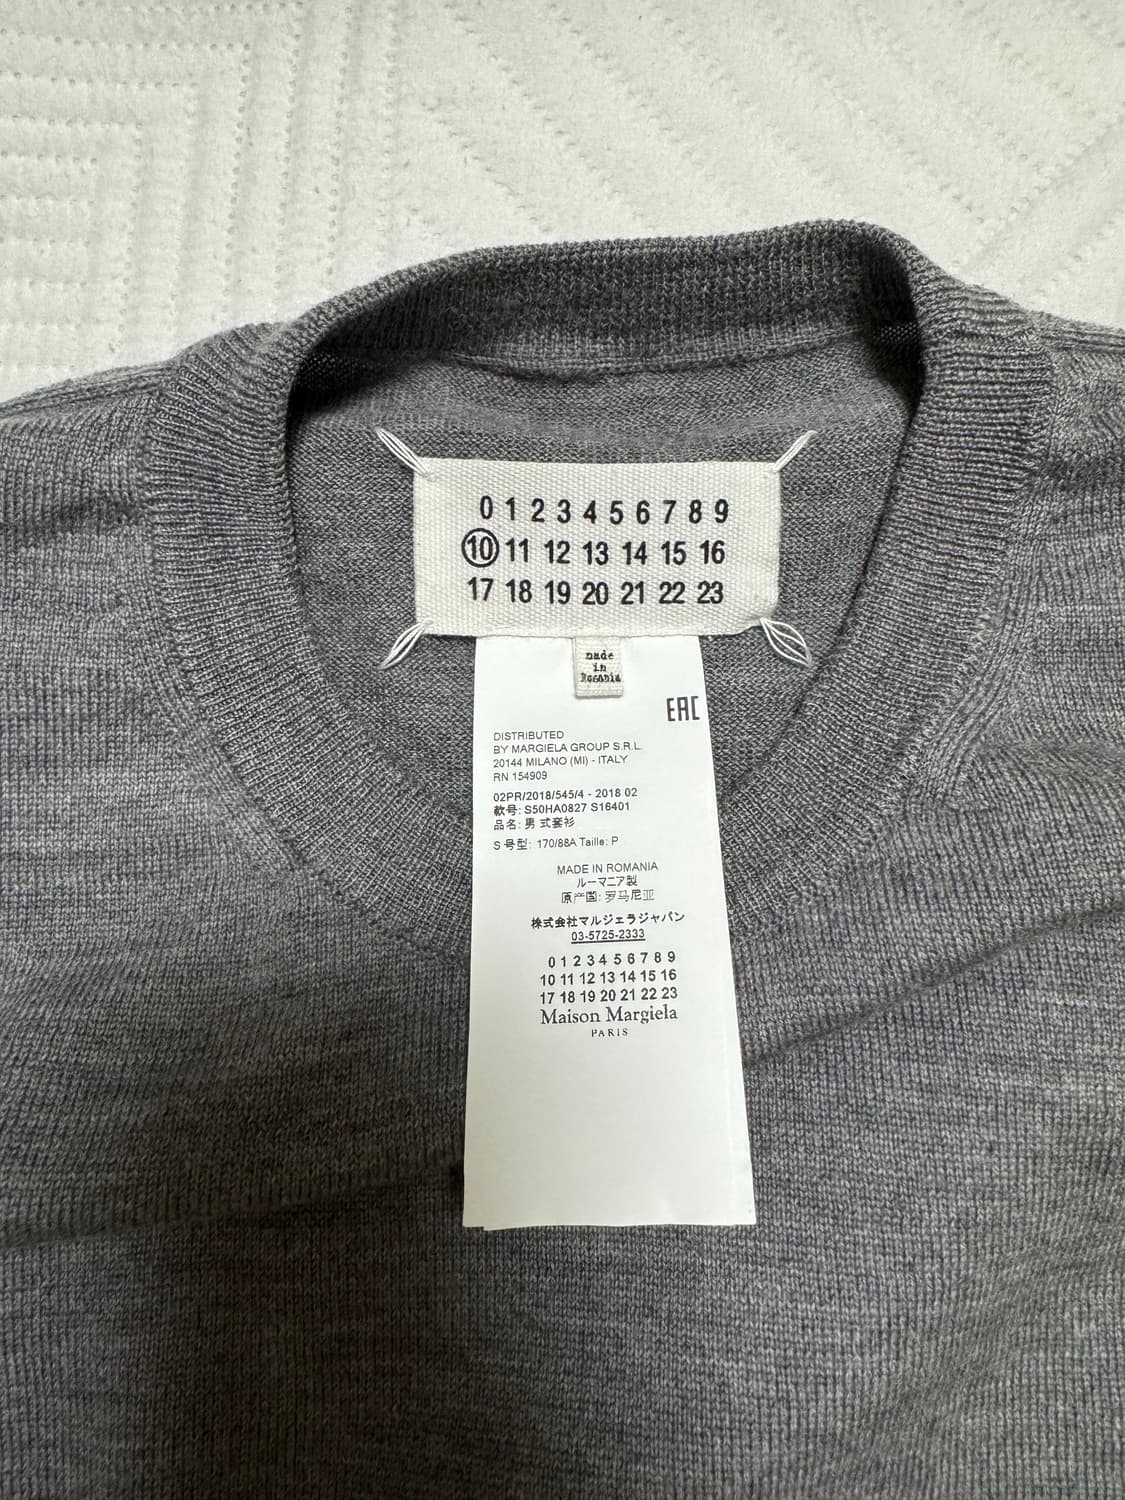 0 1 2 3 4 5 6 7 8 9
10 11 12 13 14 15 16
17 18 19 20 21 22 23
made
in
Romania
EAC
DISTRIBUTED
BY MARGIELA GROUP S.R.L.
20144 MILANO (MI) - ITALY
RN 154909
02PR/2018/545/4 - 2018 02
款号: S50HA0827 S16401
品名: 男 式套衫
S 号型: 170/88A Taille: P
MADE IN ROMANIA
ルーマニア製
原产国: 罗马尼亚
株式会社マルジェラジャパン
03-5725-2333
0 1 2 3 4 5 6 7 8 9
10 11 12 13 14 15 16
17 18 19 20 21 22 23
Maison Margiela
PARIS